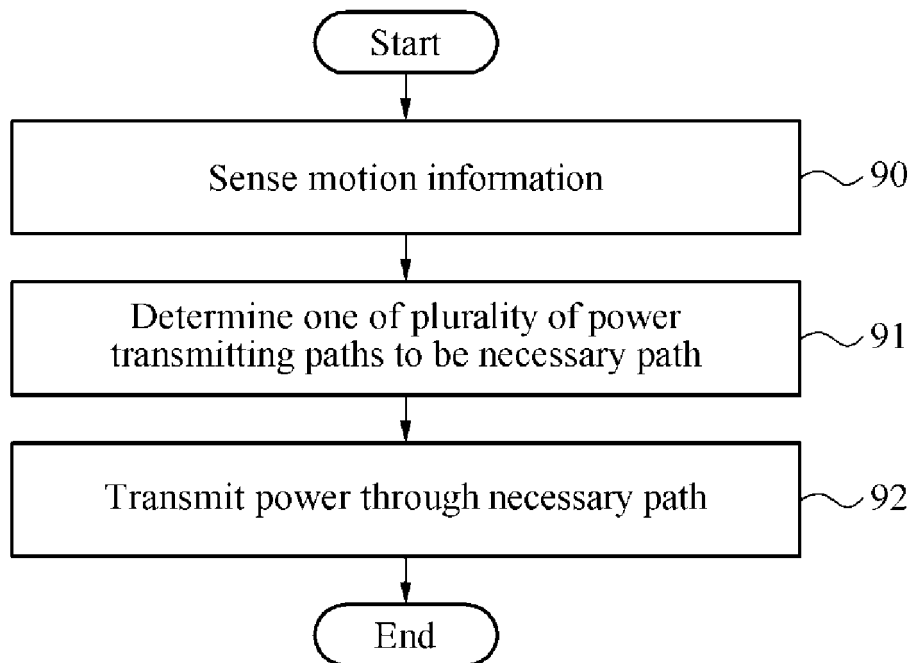 Start
Sense motion information
90
Determine one of plurality of power
transmitting paths to be necessary path
91
Transmit power through necessary path
92
End